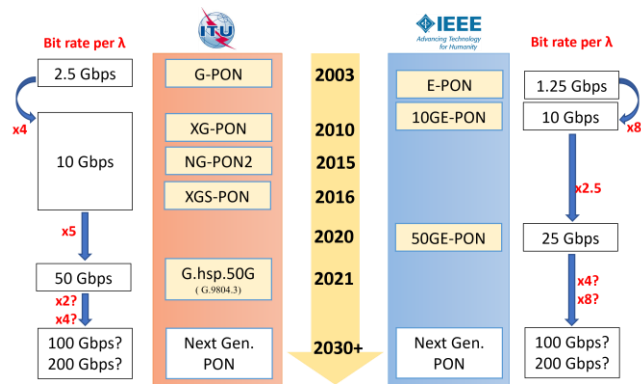 Bit rate per λ
ITU
IEEE
Advancing Technology
for Humanity
Bit rate per λ
2.5 Gbps
G-PON
2003
E-PON
1.25 Gbps
x4
10 Gbps
XG-PON
2010
10GE-PON
10 Gbps
x8
NG-PON2
2015
XGS-PON
2016
x2.5
x5
2020
50GE-PON
25 Gbps
50 Gbps
G.hsp.50G
( G.9804.3)
2021
x4?
x8?
x2?
x4?
100 Gbps?
200 Gbps?
Next Gen.
PON
2030+
Next Gen.
PON
100 Gbps?
200 Gbps?